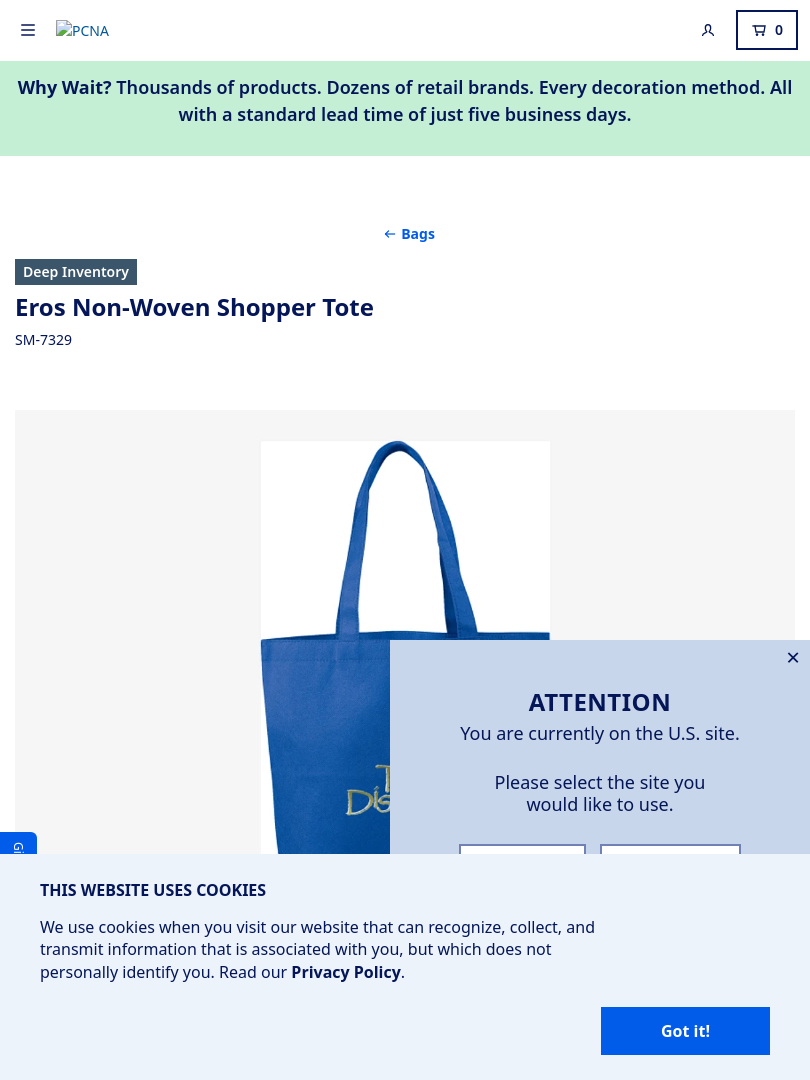 PCNA
0
Why Wait? Thousands of products. Dozens of retail brands. Every decoration method. All
with a standard lead time of just five business days.
← Bags
Deep Inventory
Eros Non-Woven Shopper Tote
SM-7329
ATTENTION
You are currently on the U.S. site.
Please select the site you
would like to use.
THIS WEBSITE USES COOKIES
We use cookies when you visit our website that can recognize, collect, and
transmit information that is associated with you, but which does not
personally identify you. Read our Privacy Policy.
Got it!